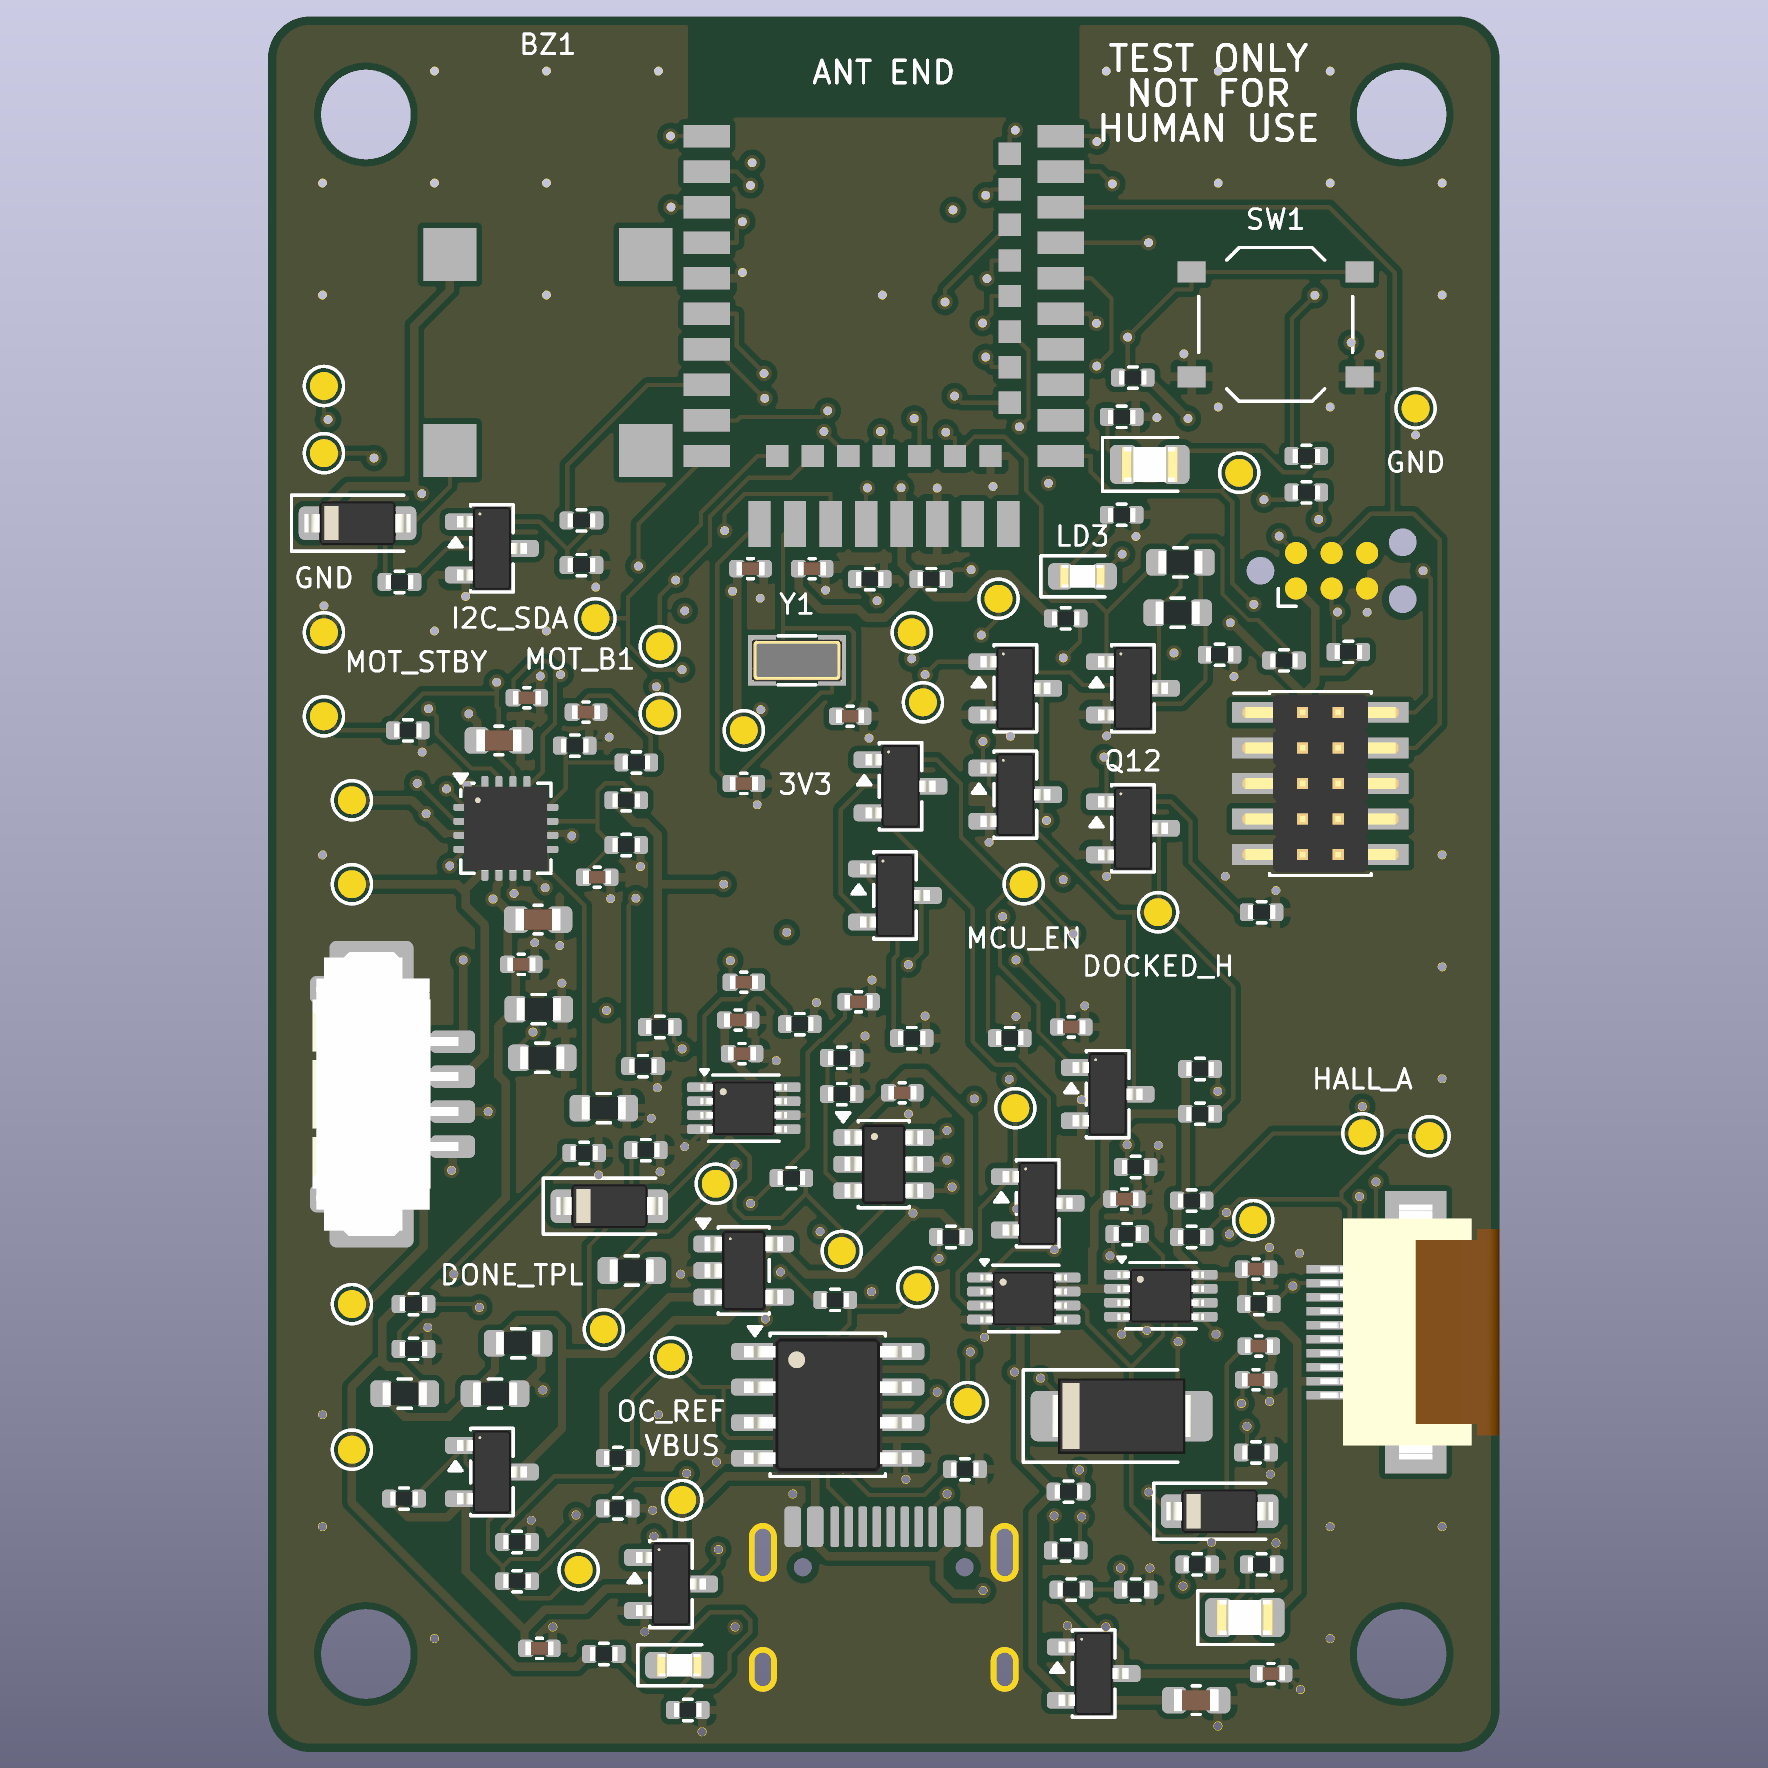 BZ1
ANT END
TEST ONLY
NOT FOR
HUMAN USE
SW1
GND
LD3
GND
I2C_SDA
Y1
MOT_STBY
MOT_B1
3V3
Q12
MCU_EN
DOCKED_H
HALL_A
DONE_TPL
OC_REF
VBUS